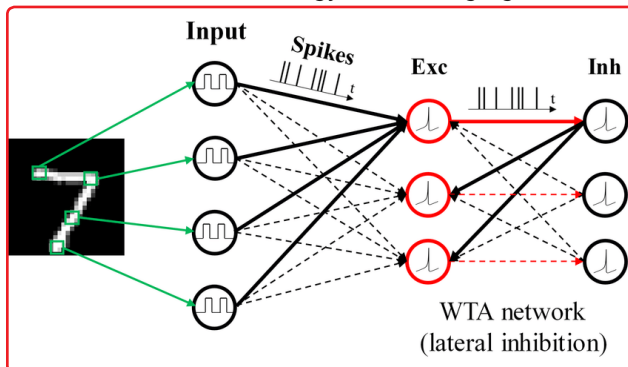 Input
Spikes
t
Exc
t
Inh
WTA network
(lateral inhibition)